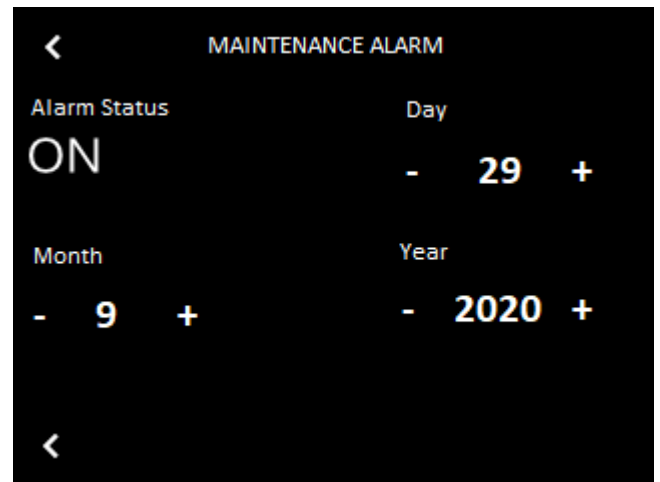 MAINTENANCE ALARM
Alarm Status Day
ON
- 29 +
Month Year
- 9 + - 2020 +